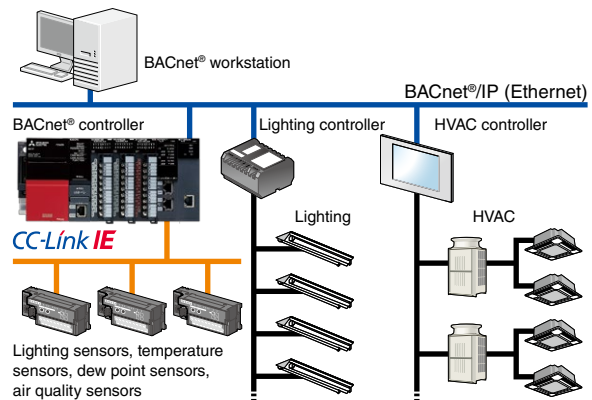 BACnet® workstation
BACnet®/IP (Ethernet)
BACnet® controller
Lighting controller
HVAC controller
CC-Link IE
Lighting
HVAC
Lighting sensors, temperature
sensors, dew point sensors,
air quality sensors